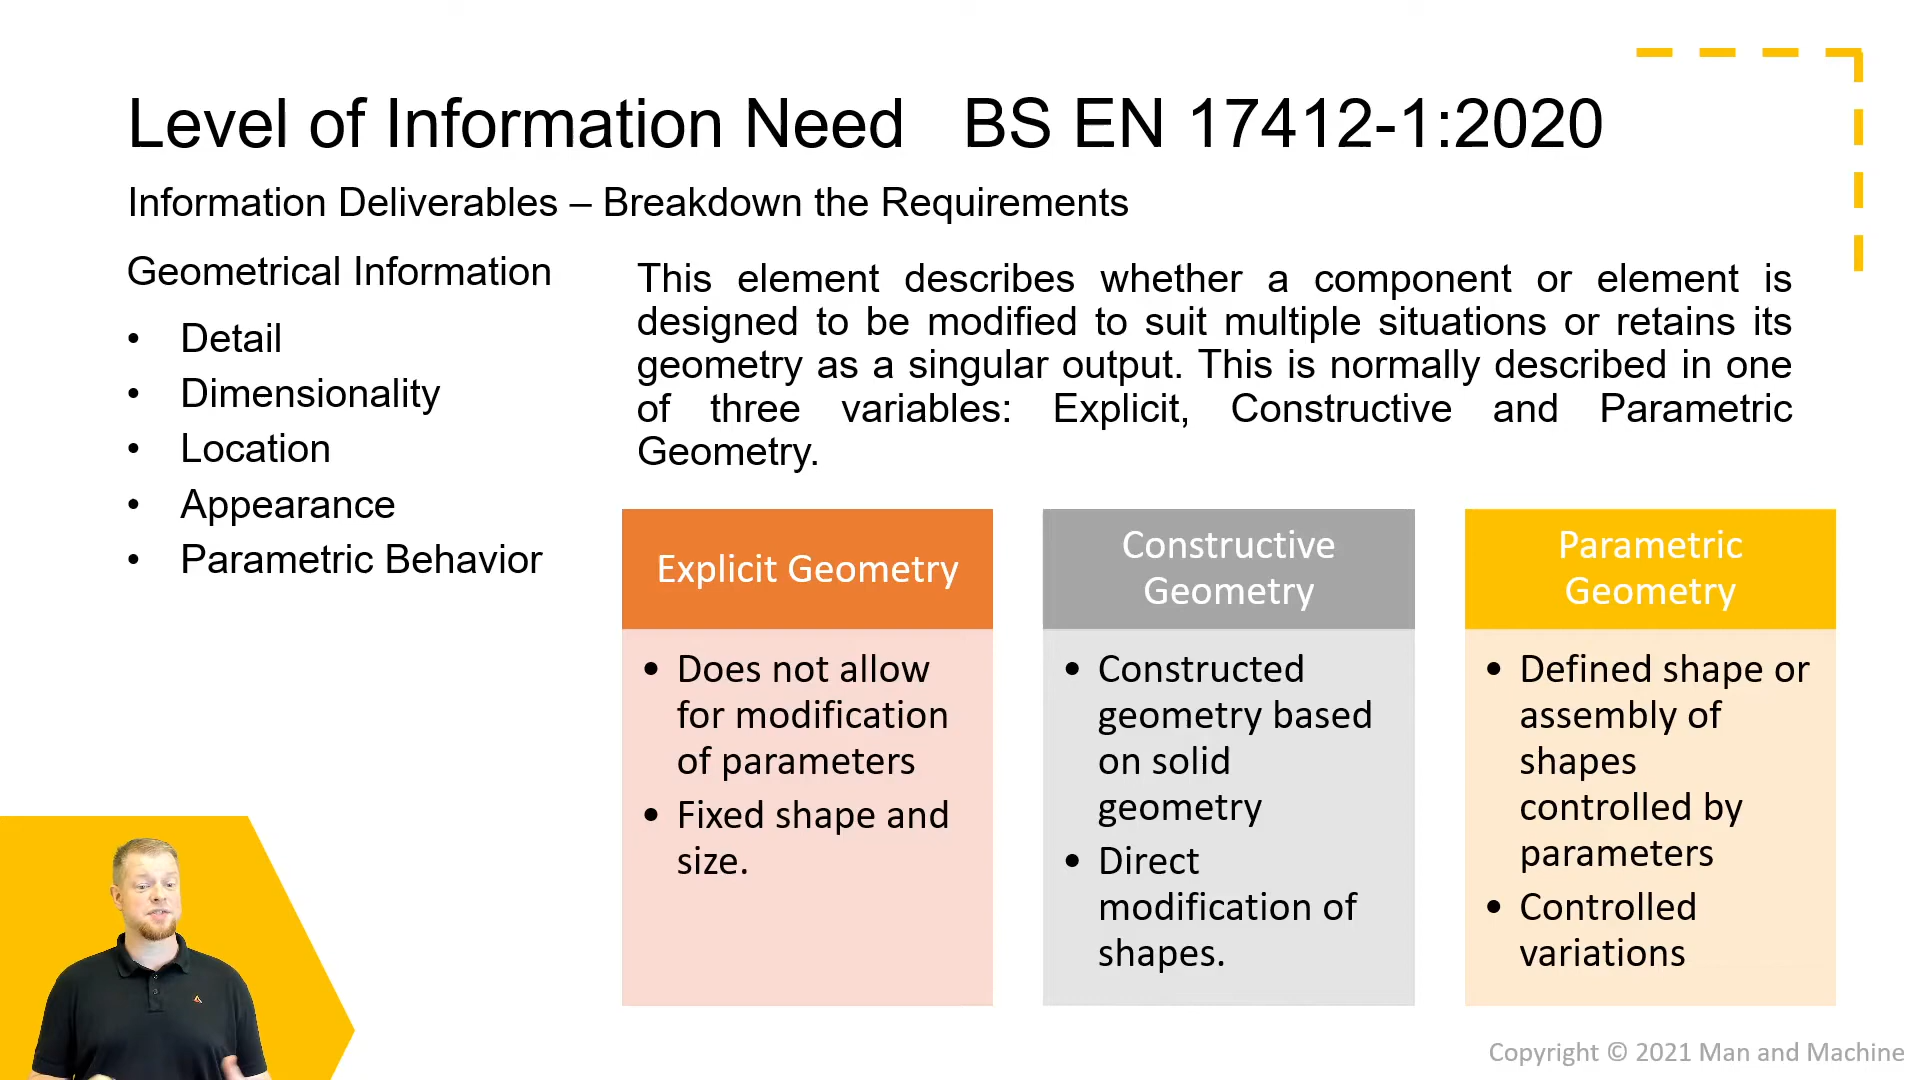 Level of Information Need BS EN 17412-1:2020
Information Deliverables – Breakdown the Requirements
Geometrical Information
• Detail
• Dimensionality
• Location
• Appearance
• Parametric Behavior
This element describes whether a component or element is
designed to be modified to suit multiple situations or retains its
geometry as a singular output. This is normally described in one
of three variables: Explicit, Constructive and Parametric
Geometry.
Explicit Geometry
• Does not allow
for modification
of parameters
• Fixed shape and
size.
Constructive
Geometry
• Constructed
geometry based
on solid
geometry
• Direct
modification of
shapes.
Parametric
Geometry
• Defined shape or
assembly of
shapes
controlled by
parameters
• Controlled
variations
Copyright © 2021 Man and Machine